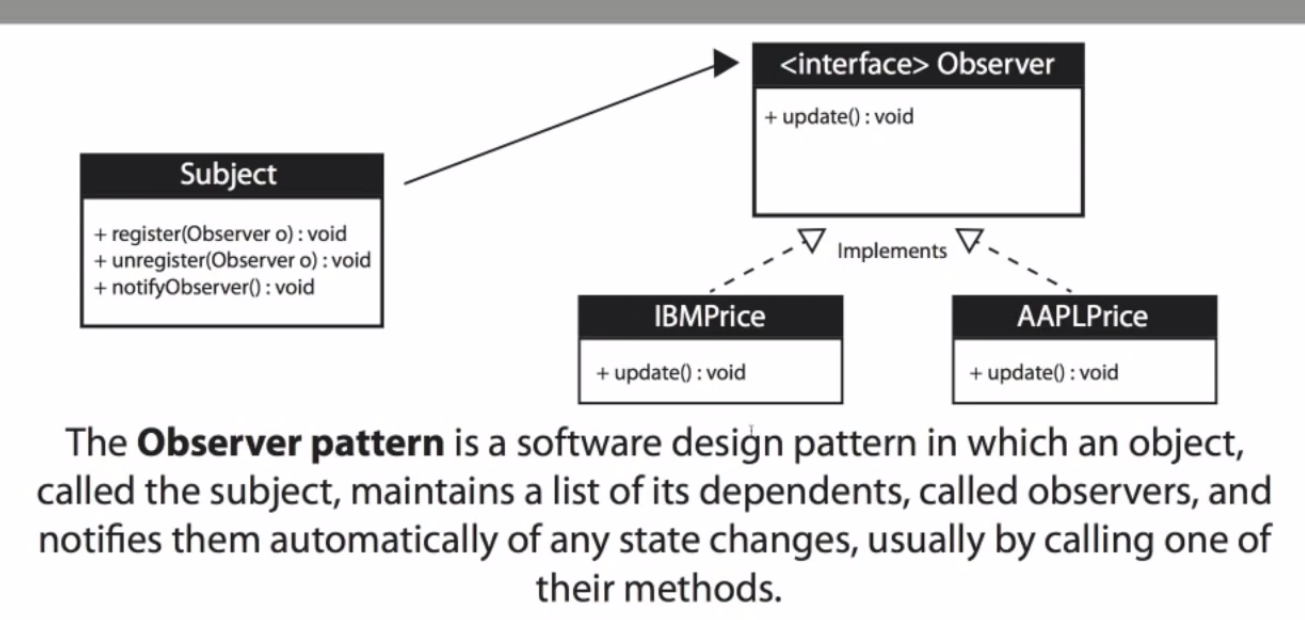 <interface> Observer
+ update() : void
Subject
+ register(Observer o) : void
+ unregister(Observer o) : void
+ notifyObserver() : void
Implements
IBMPrice
+ update() : void
AAPLPrice
+ update() : void
The Observer pattern is a software design pattern in which an object,
called the subject, maintains a list of its dependents, called observers, and
notifies them automatically of any state changes, usually by calling one of
their methods.